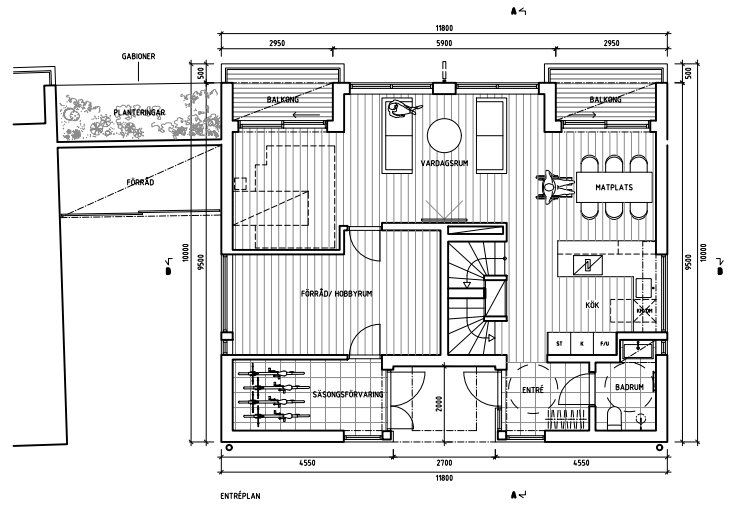 A
11800
2950 5900 2950
GABIONER
500
500
PLANTERINGAR
BALKONG
BALKONG
VARDAGSRUM
FÖRRÅD
MATPLATS
10000
9500
9500
10000
B
B
FÖRRÅD/ HOBBYRUM
KÖK
ST K F/U
SÄSONGSFÖRVARING
2000
ENTRÉ
BADRUM
4550 2700 4550
11800
ENTRÉPLAN
A